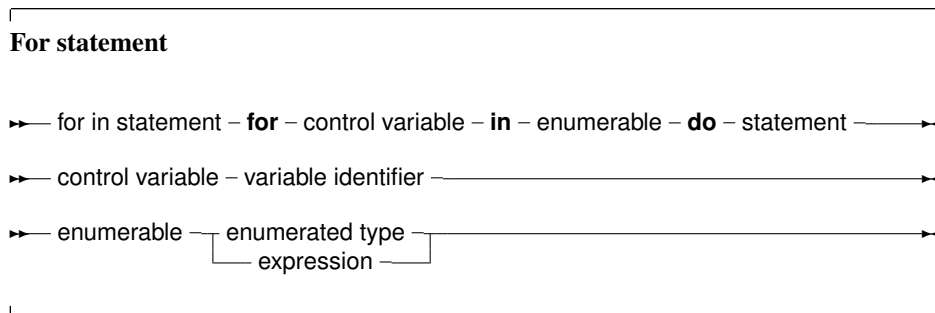 For statement
for in statement – for – control variable – in – enumerable – do – statement
control variable – variable identifier
enumerable – enumerated type
expression